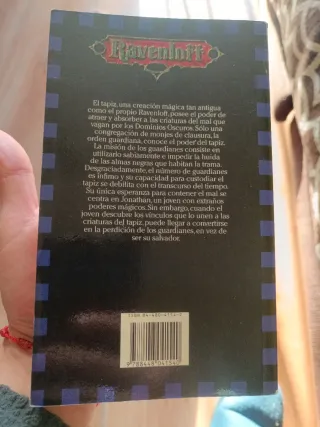 Ravenloft
El tapiz, una creación mágica tan antigua
como el propio Ravenloft, posee el poder de
atraer y absorber a las criaturas del mal que
vagan por los Dominios Oscuros. Sólo una
congregación de monjes de clausura, la
orden guardiana, conoce el poder del tapiz.
La misión de los guardianes consiste en
utilizarlo sabiamente e impedir la huida
de las almas negras que habitan la trama.
Desgraciadamente, el número de guardianes
es ínfimo y su capacidad para custodiar el
tapiz se debilita con el transcurso del tiempo.
Su única esperanza para contener el mal se
centra en Jonathan, un joven con extraños
poderes mágicos. Sin embargo, cuando el
joven descubre los vínculos que lo unen a las
criaturas del tapiz, puede llegar a convertirse
en la perdición de los guardianes, en vez de
ser su salvador.